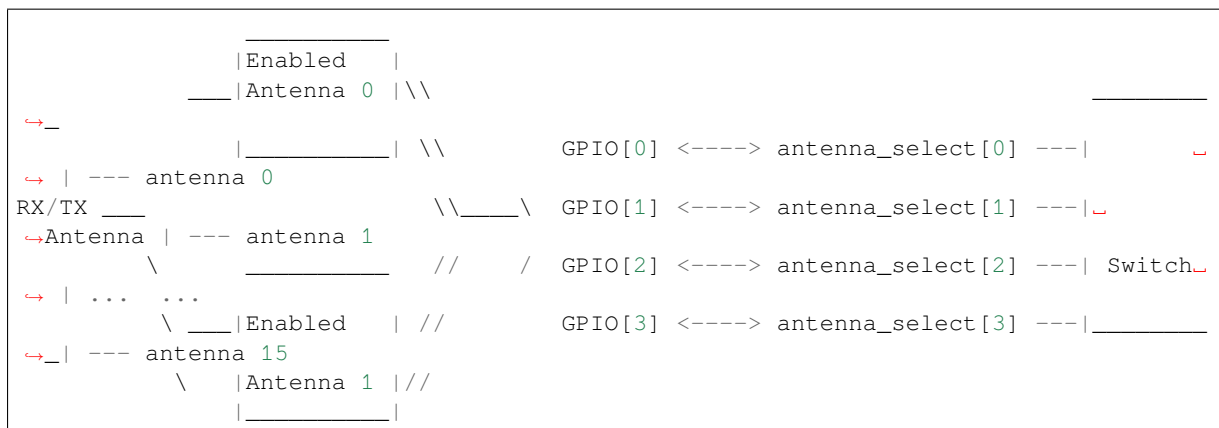 __________
                    |Enabled   |
                ___|Antenna 0 |\\                                              ________
↪_
                    |__________| \\        GPIO[0] <----> antenna_select[0] ---|       ␣
↪ | --- antenna 0
RX/TX ___                          \\____\  GPIO[1] <----> antenna_select[1] ---|␣
↪Antenna | --- antenna 1
         \      __________   //     /  GPIO[2] <----> antenna_select[2] ---| Switch␣
↪ | ... ...
          \ ___|Enabled   | //        GPIO[3] <----> antenna_select[3] ---|________
↪_| --- antenna 15
           \   |Antenna 1 |//
               |__________|